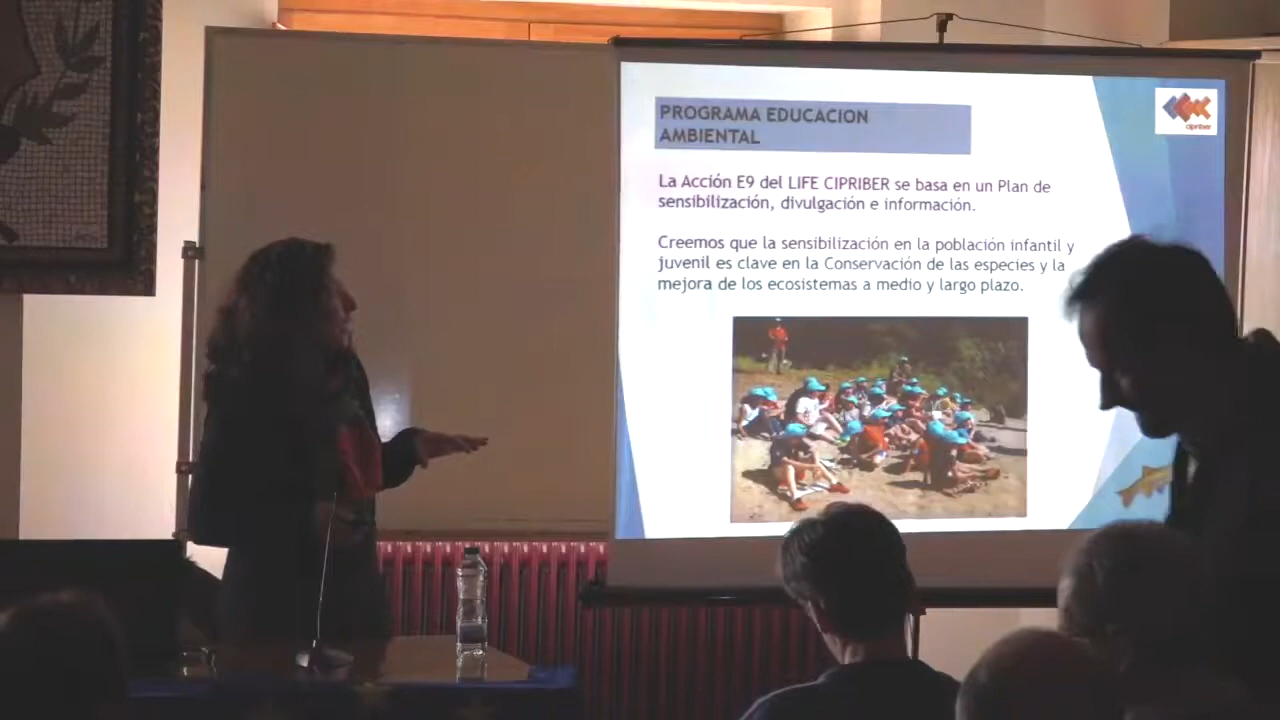 PROGRAMA EDUCACION
AMBIENTAL
cipriber
La Acción E9 del LIFE CIPRIBER se basa en un Plan de
sensibilización, divulgación e información.
Creemos que la sensibilización en la población infantil y
juvenil es clave en la Conservación de las especies y la
mejora de los ecosistemas a medio y largo plazo.